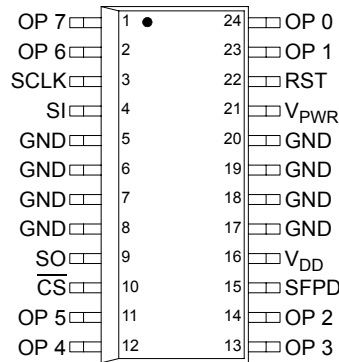 OP 7 1 24 OP 0
OP 6 2 23 OP 1
SCLK 3 22 RST
SI 4 21 VPWR
GND 5 20 GND
GND 6 19 GND
GND 7 18 GND
GND 8 17 GND
SO 9 16 VDD
CS 10 15 SFPD
OP 5 11 14 OP 2
OP 4 12 13 OP 3